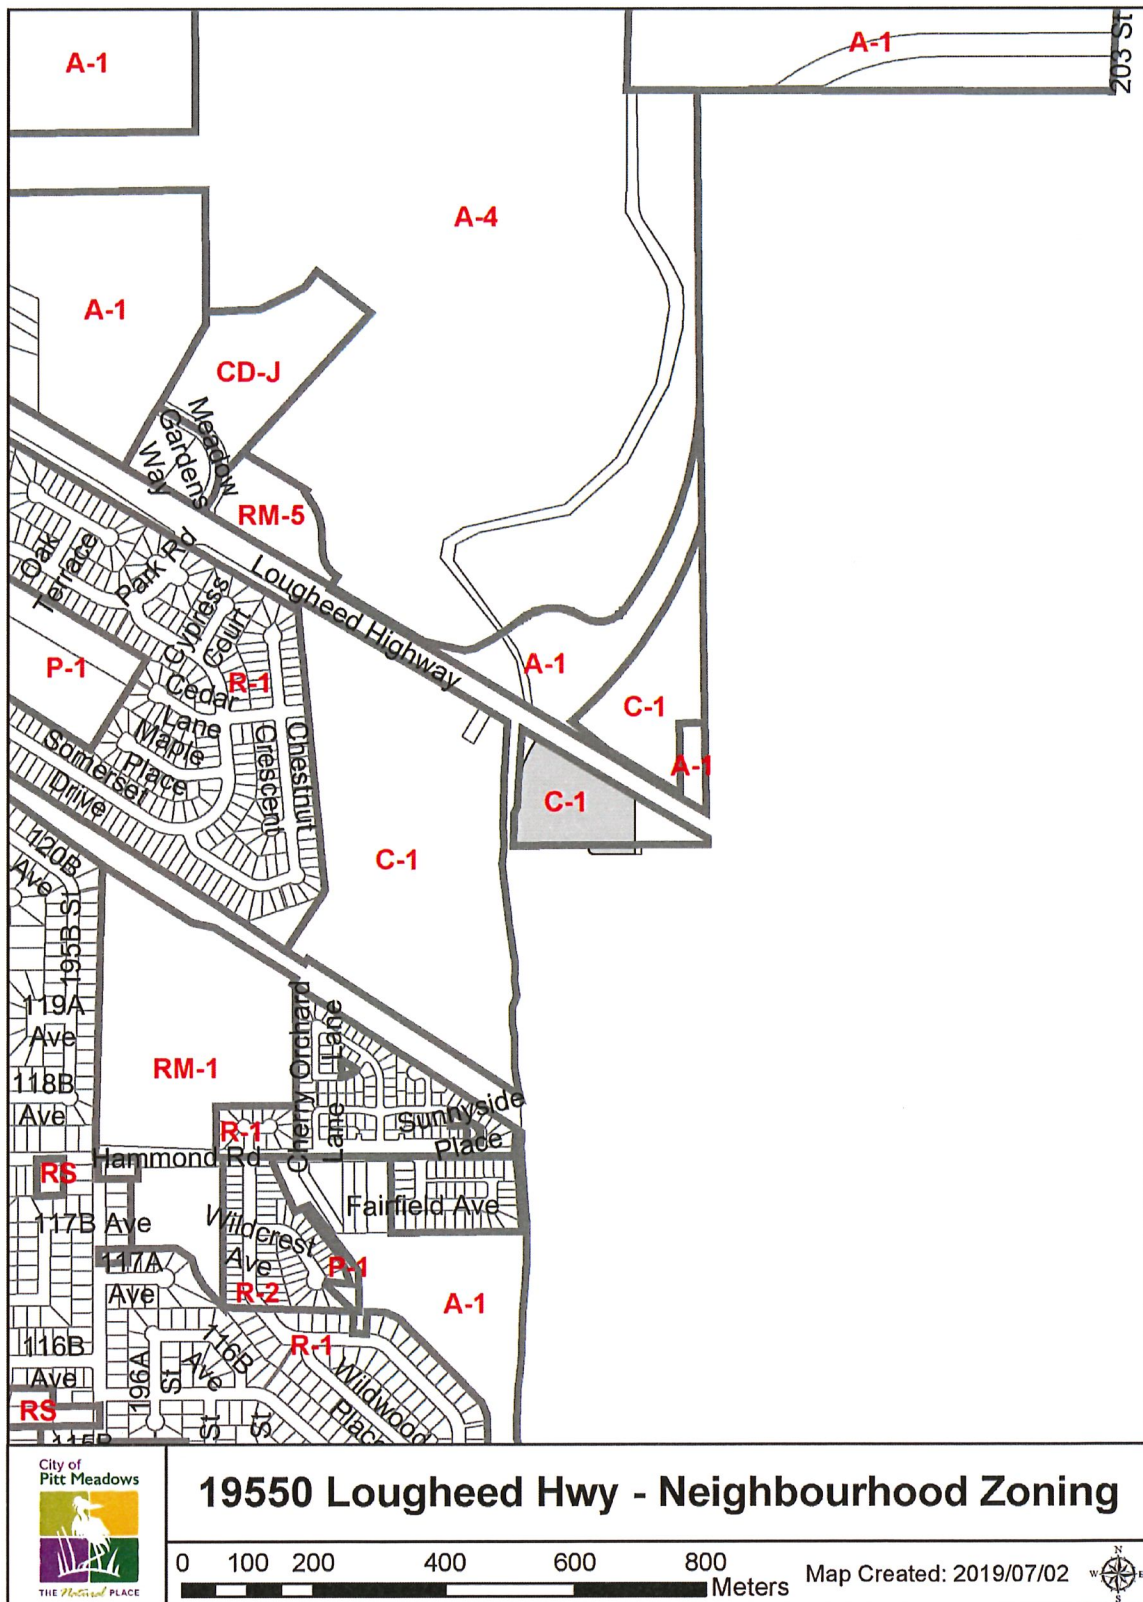 A-1
A-1
203 St
A-4
A-1
CD-J
Meadow
Gardens
Way
RM-5
Oak
Terrace
Park Rd
Cypress
Court
Lougheed Highway
P-1
R-1
Cedar
Lane
Maple
Place
Crescent
Chestnut
Somerset
Drive
A-1
C-1
A-1
C-1
C-1
120B
Ave
195B St
119A
Ave
118B
Ave
RM-1
Cherry Orchard
Lane
Lane
Sunnyside
Place
R-1
Hammond Rd
RS
117B Ave
Fairfield Ave
Wildcrest
Ave
117A
Ave
P-1
R-2
A-1
R-1
116B
Ave
116B
Ave
196A
St
Wildwood
Place
RS
St
St
115B
City of
Pitt Meadows
THE Natural PLACE
19550 Lougheed Hwy - Neighbourhood Zoning
0 100 200 400 600 800
Meters
Map Created: 2019/07/02
N
W E
S